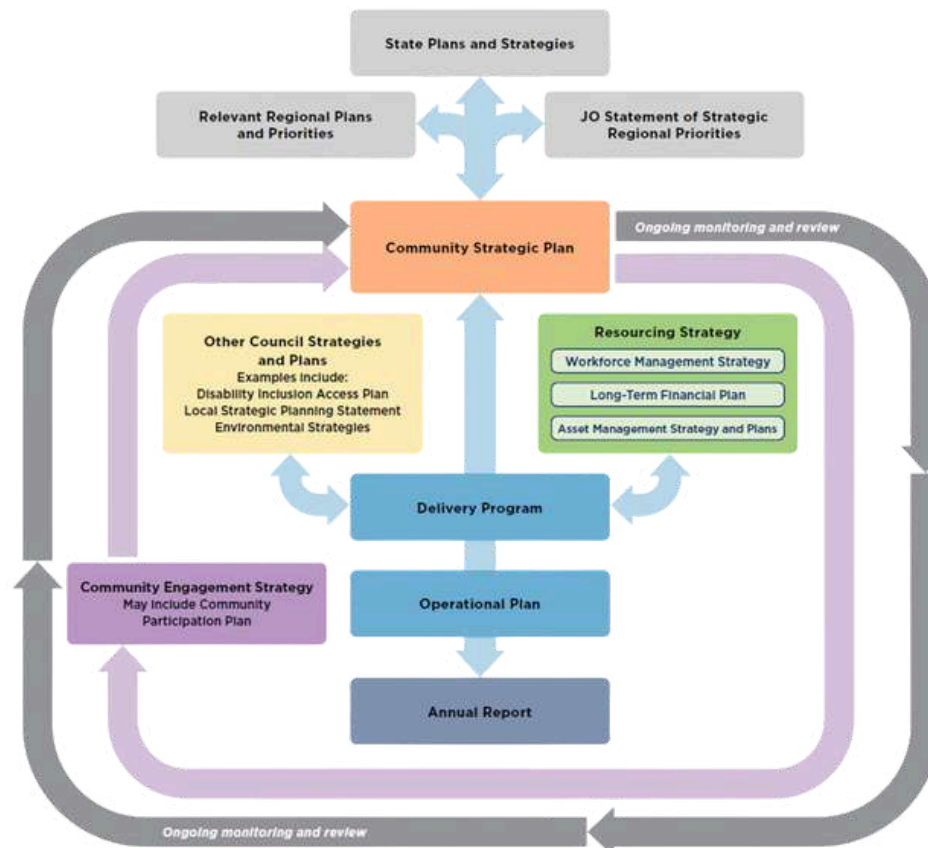 State Plans and Strategies
Relevant Regional Plans
and Priorities
JO Statement of Strategic
Regional Priorities
Community Strategic Plan
Ongoing monitoring and review
Other Council Strategies
and Plans
Examples Include:
Disability Inclusion Access Plan
Local Strategic Planning Statement
Environmental Strategies
Resourcing Strategy
Workforce Management Strategy
Long-Term Financial Plan
Asset Management Strategy and Plans
Delivery Program
Community Engagement Strategy
May Include Community
Participation Plan
Operational Plan
Annual Report
Ongoing monitoring and review